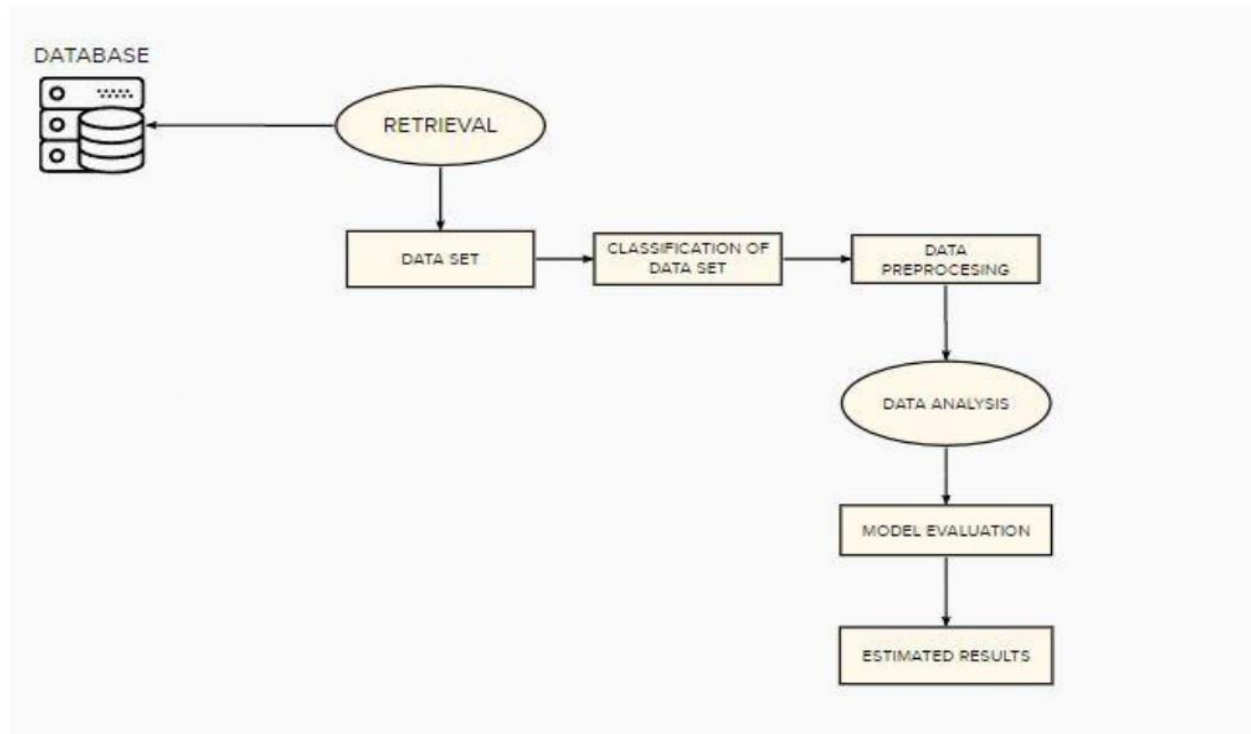 DATABASE
RETRIEVAL
DATA SET
CLASSIFICATION OF
DATA SET
DATA
PREPROCESING
DATA ANALYSIS
MODEL EVALUATION
ESTIMATED RESULTS